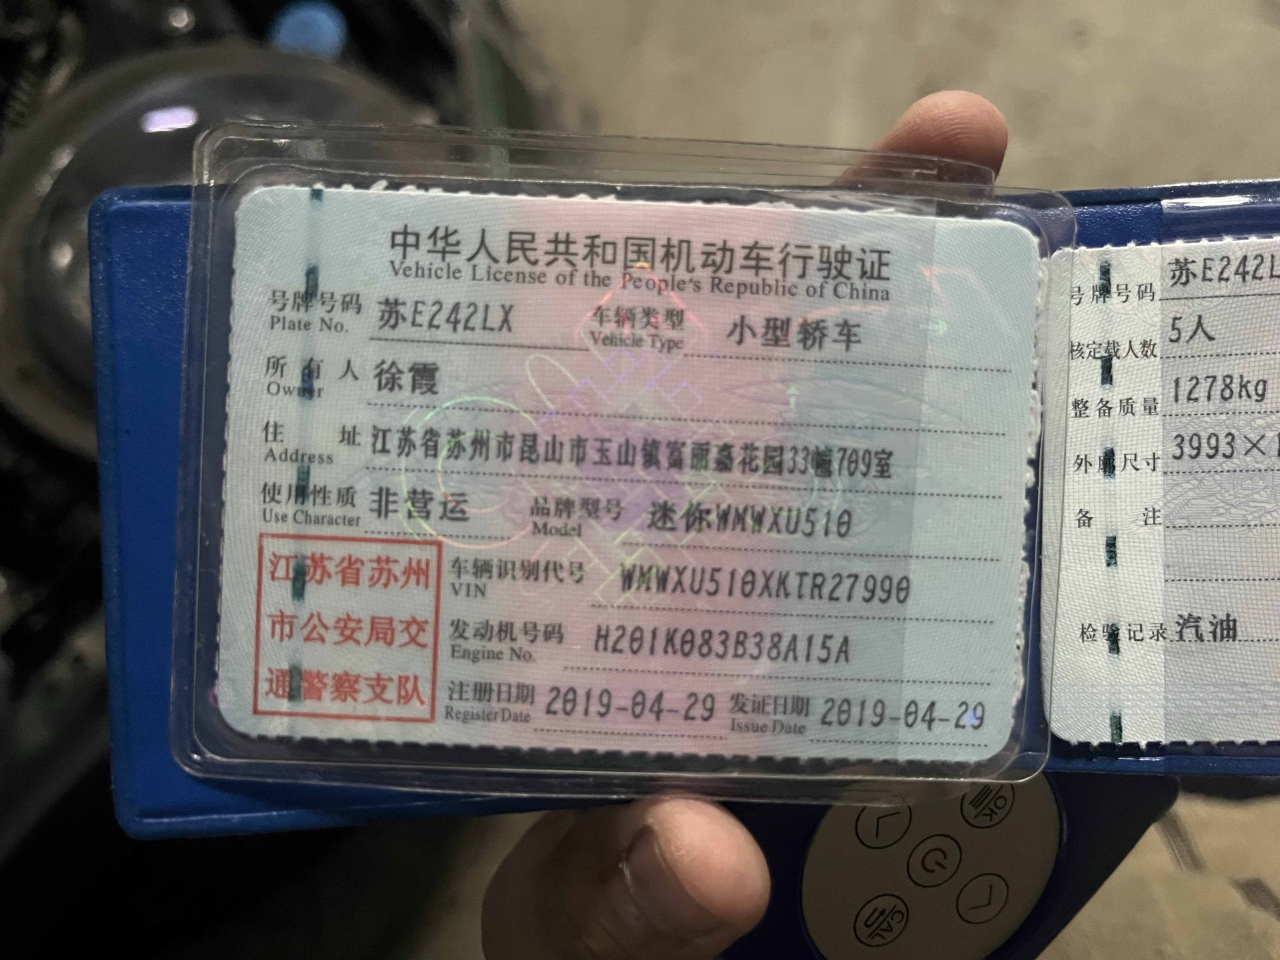 中华人民共和国机动车行驶证
Vehicle License of the People's Republic of China
号牌号码 苏E242LX 车辆类型 小型轿车
Plate No. Vehicle Type
所有人 徐霞
Owner
住址 江苏省苏州市昆山市玉山镇富丽嘉花园33幢709室
Address
使用性质 非营运 品牌型号 迷你WMWXU510
Use Character Model
江苏省苏州
市公安局交
通警察支队
车辆识别代号 WMWXU510XKTR27990
VIN
发动机号码 H201K083B38A15A
Engine No.
注册日期 2019-04-29 发证日期 2019-04-29
Register Date Issue Date
号牌号码 苏E242L
核定载人数 5人
整备质量 1278kg
外廓尺寸 3993×
备注
检验记录 汽油
OK
CAL